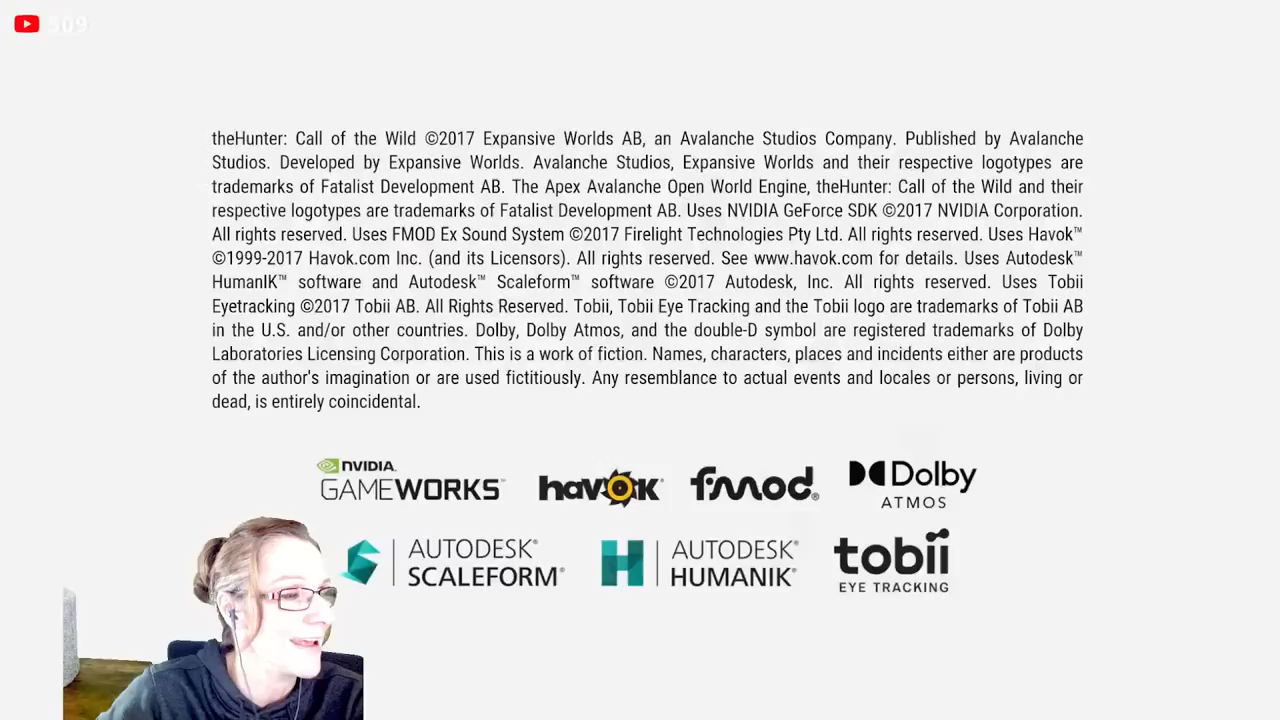 509
theHunter: Call of the Wild ©2017 Expansive Worlds AB, an Avalanche Studios Company. Published by Avalanche
Studios. Developed by Expansive Worlds. Avalanche Studios, Expansive Worlds and their respective logotypes are
trademarks of Fatalist Development AB. The Apex Avalanche Open World Engine, theHunter: Call of the Wild and their
respective logotypes are trademarks of Fatalist Development AB. Uses NVIDIA GeForce SDK ©2017 NVIDIA Corporation.
All rights reserved. Uses FMOD Ex Sound System ©2017 Firelight Technologies Pty Ltd. All rights reserved. Uses Havok™
©1999-2017 Havok.com Inc. (and its Licensors). All rights reserved. See www.havok.com for details. Uses Autodesk™
HumanIK™ software and Autodesk™ Scaleform™ software ©2017 Autodesk, Inc. All rights reserved. Uses Tobii
Eyetracking ©2017 Tobii AB. All Rights Reserved. Tobii, Tobii Eye Tracking and the Tobii logo are trademarks of Tobii AB
in the U.S. and/or other countries. Dolby, Dolby Atmos, and the double-D symbol are registered trademarks of Dolby
Laboratories Licensing Corporation. This is a work of fiction. Names, characters, places and incidents either are products
of the author's imagination or are used fictitiously. Any resemblance to actual events and locales or persons, living or
dead, is entirely coincidental.
NVIDIA.
GAMEWORKS™
havok®
fmod®
Dolby
ATMOS
AUTODESK®
SCALEFORM®
AUTODESK®
HUMANIK®
tobii
EYE TRACKING